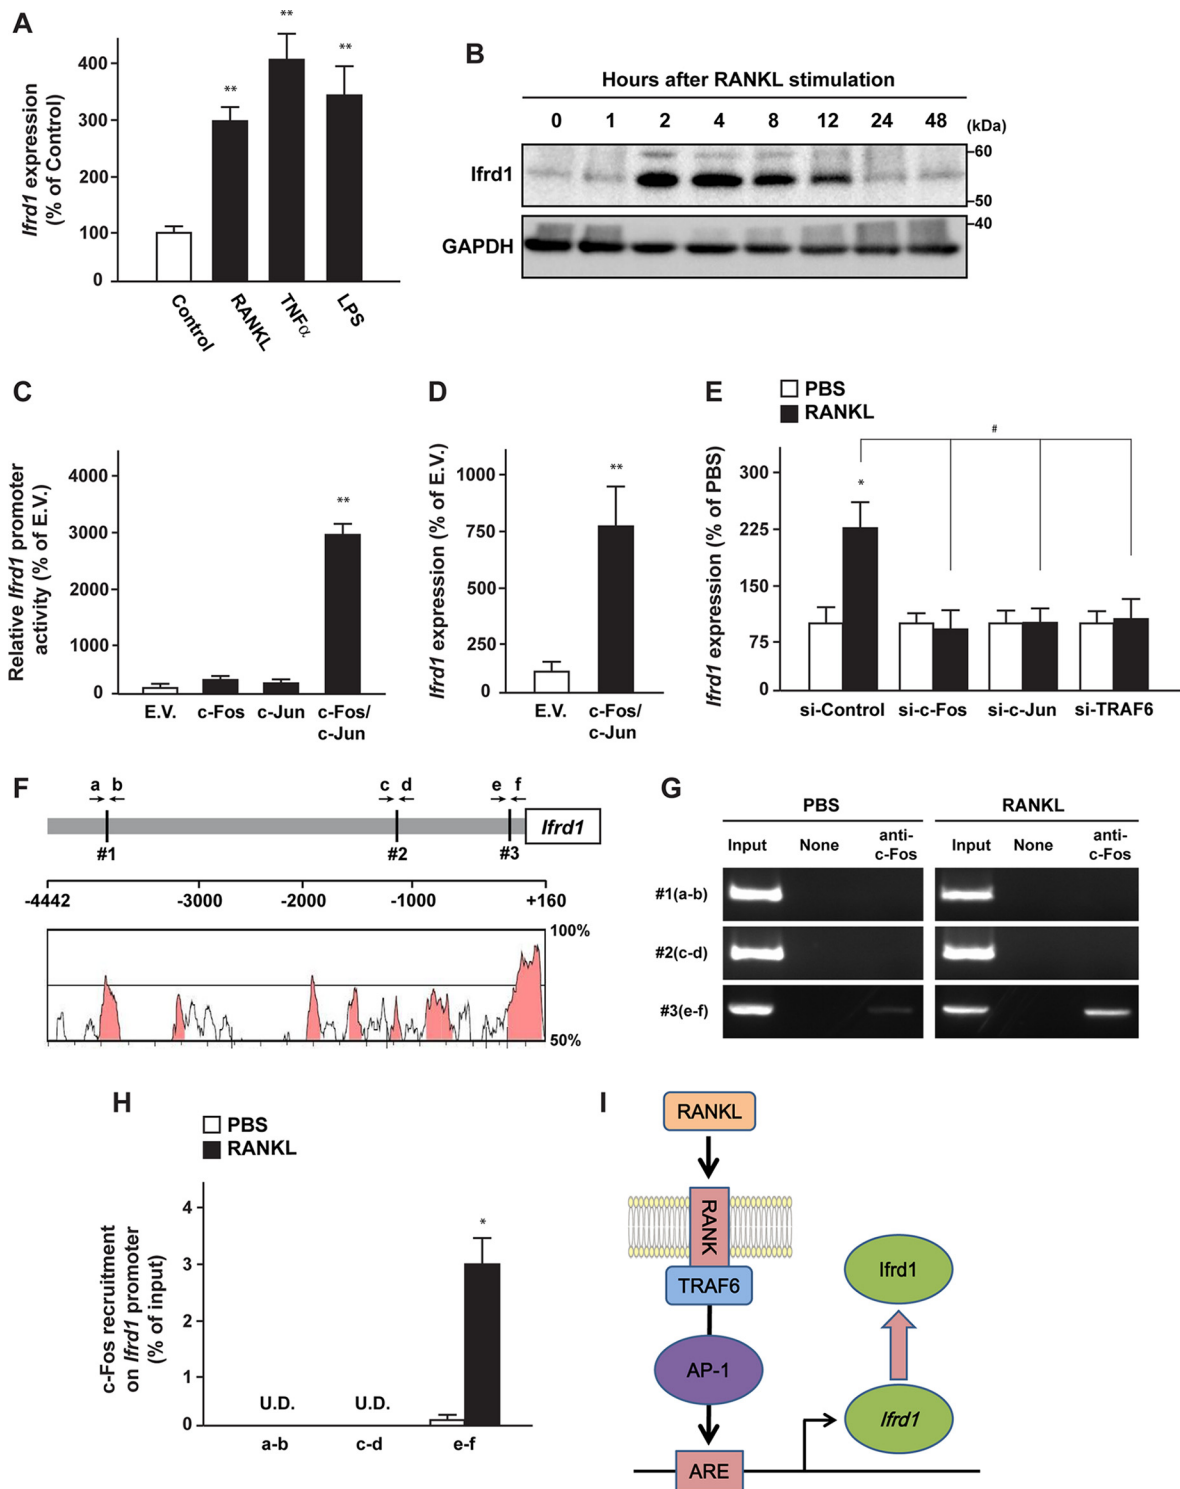 A
Ifrd1 expression
(% of Control)
400
300
200
100
0
**
**
**
Control
RANKL
TNFα
LPS
B
Hours after RANKL stimulation
0 1 2 4 8 12 24 48 (kDa)
Ifrd1
60
50
GAPDH
40
C
Relative Ifrd1 promoter
activity (% of E.V.)
4000
3000
2000
1000
0
**
E.V. c-Fos c-Jun c-Fos/
c-Jun
D
Ifrd1 expression (% of E.V.)
1000
750
500
250
0
**
E.V. c-Fos/
c-Jun
E
PBS
RANKL
Ifrd1 expression (% of PBS)
300
225
150
75
0
#
*
si-Control si-c-Fos si-c-Jun si-TRAF6
F
a b c d e f
Ifrd1
#1 #2 #3
-4442 -3000 -2000 -1000 +160
100%
50%
G
PBS RANKL
Input None anti-
c-Fos
Input None anti-
c-Fos
#1(a-b)
#2(c-d)
#3(e-f)
H
PBS
RANKL
c-Fos recruitment
on Ifrd1 promoter
(% of input)
4
3
2
1
0
*
U.D. U.D.
a-b c-d e-f
I
RANKL
RANK
TRAF6
AP-1
ARE
Ifrd1
Ifrd1